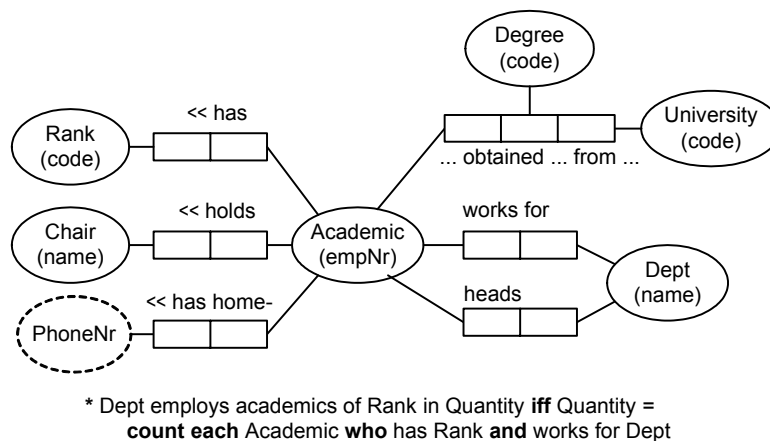 Degree
(code)
<< has
Rank
(code)
University
(code)
... obtained ... from ...
<< holds
works for
Chair
(name)
Academic
(empNr)
Dept
(name)
<< has home-
heads
PhoneNr
* Dept employs academics of Rank in Quantity iff Quantity =
count each Academic who has Rank and works for Dept